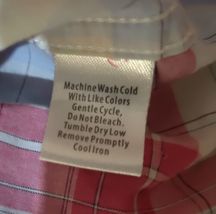 Machine Wash Cold
With Like Colors
Gentle Cycle,
Do Not Bleach.
Tumble Dry Low
Remove Promptly
Cool Iron